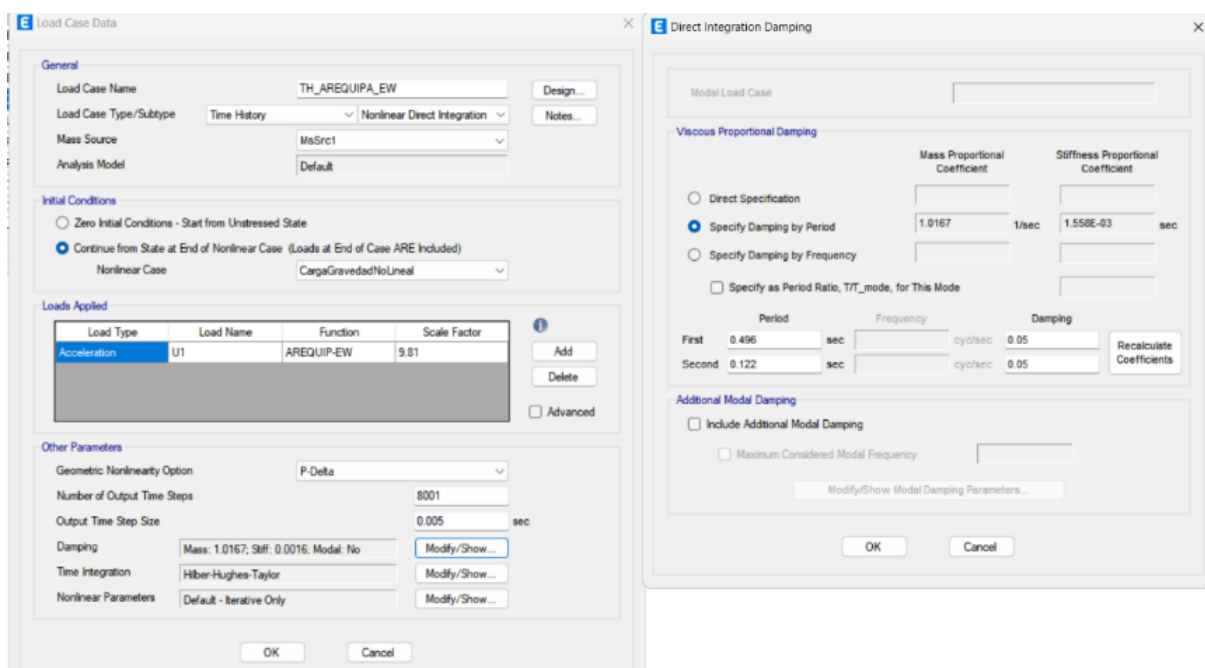 Load Case Data
General
Load Case Name TH_AREQUIPA_EW Design...
Load Case Type/Subtype Time History Nonlinear Direct Integration Notes...
Mass Source MsSrc1
Analysis Model Default
Initial Conditions
Zero Initial Conditions - Start from Unstressed State
Continue from State at End of Nonlinear Case (Loads at End of Case ARE Included)
Nonlinear Case CargaGravedadNoLineal
Loads Applied
Load Type Load Name Function Scale Factor
Acceleration U1 AREQUIP-EW 9.81
Add
Delete
Advanced
Other Parameters
Geometric Nonlinearity Option P-Delta
Number of Output Time Steps 8001
Output Time Step Size 0.005 sec
Damping Mass: 1.0167; Stiff: 0.0016; Modal: No Modify/Show...
Time Integration Hilber-Hughes-Taylor Modify/Show...
Nonlinear Parameters Default - Iterative Only Modify/Show...
OK Cancel
Direct Integration Damping
Modal Load Case
Viscous Proportional Damping
Mass Proportional Coefficient
Stiffness Proportional Coefficient
Direct Specification
Specify Damping by Period 1.0167 1/sec 1.558E-03 sec
Specify Damping by Frequency
Specify as Period Ratio, T/T_mode, for This Mode
Period Frequency Damping
First 0.496 sec cyc/sec 0.05
Second 0.122 sec cyc/sec 0.05
Recalculate Coefficients
Additional Modal Damping
Include Additional Modal Damping
Maximum Considered Modal Frequency
Modify/Show Modal Damping Parameters...
OK Cancel